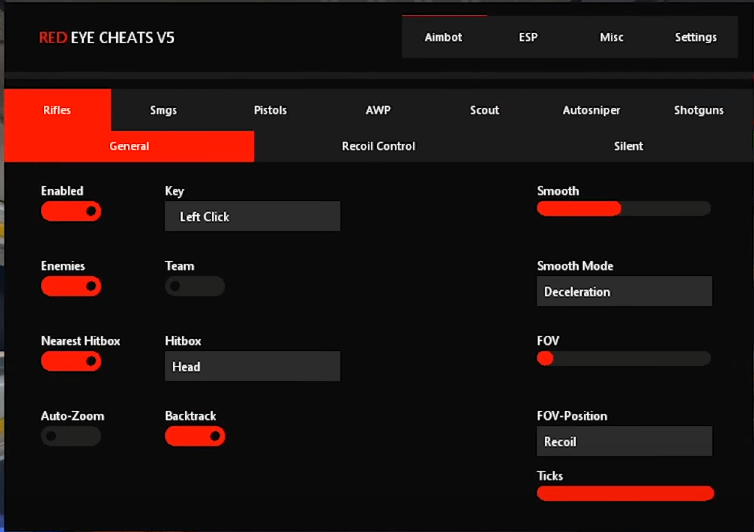 RED EYE CHEATS V5
Aimbot ESP Misc Settings
Rifles Smgs Pistols AWP Scout Autosniper Shotguns
General Recoil Control Silent
Enabled Key Smooth
Left Click
Enemies Team Smooth Mode
Deceleration
Nearest Hitbox Hitbox FOV
Head
Auto-Zoom Backtrack FOV-Position
Recoil
Ticks